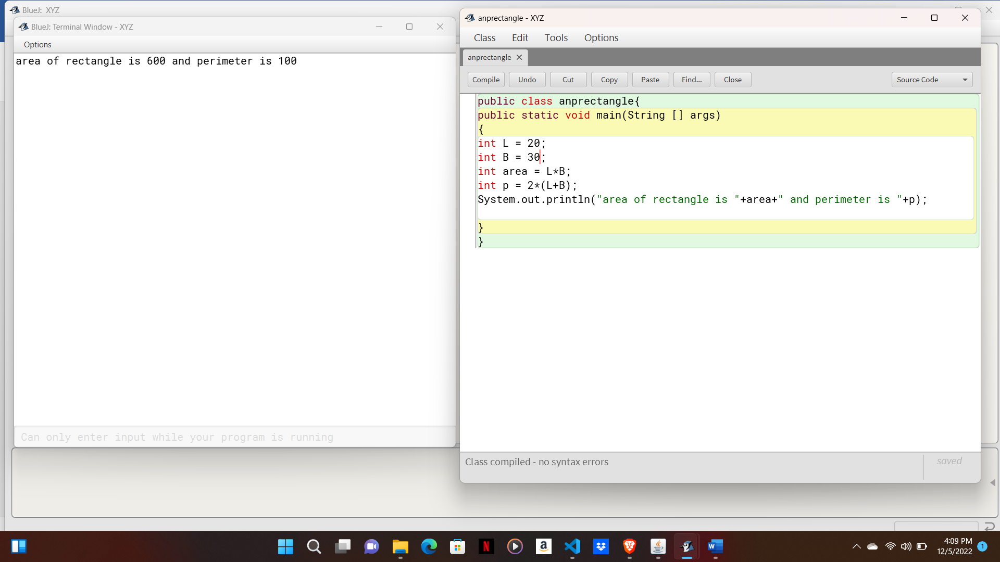 BlueJ: XYZ
BlueJ: Terminal Window - XYZ
Options
area of rectangle is 600 and perimeter is 100
Can only enter input while your program is running
anprectangle - XYZ
Class Edit Tools Options
anprectangle
Compile Undo Cut Copy Paste Find... Close Source Code
public class anprectangle{
public static void main(String [] args)
{
int L = 20;
int B = 30;
int area = L*B;
int p = 2*(L+B);
System.out.println("area of rectangle is "+area+" and perimeter is "+p);
}
}
Class compiled - no syntax errors
saved
4:09 PM
12/5/2022
1